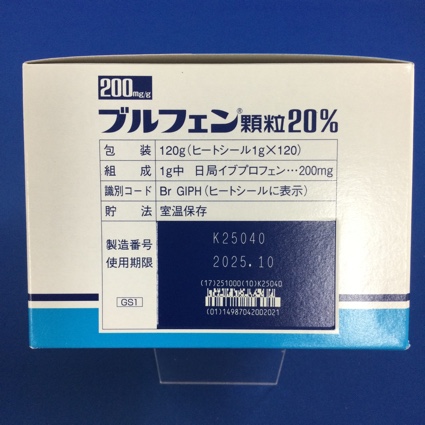 200mg/g
ブルフェン®顆粒20%
包装 120g(ヒートシール1g×120)
組成 1g中 日局イブプロフェン…200mg
識別コード Br GIPH(ヒートシールに表示)
貯法 室温保存
製造番号 K25040
使用期限 2025.10
(17)251000(10)K25040
(01)14987042002021
GS1